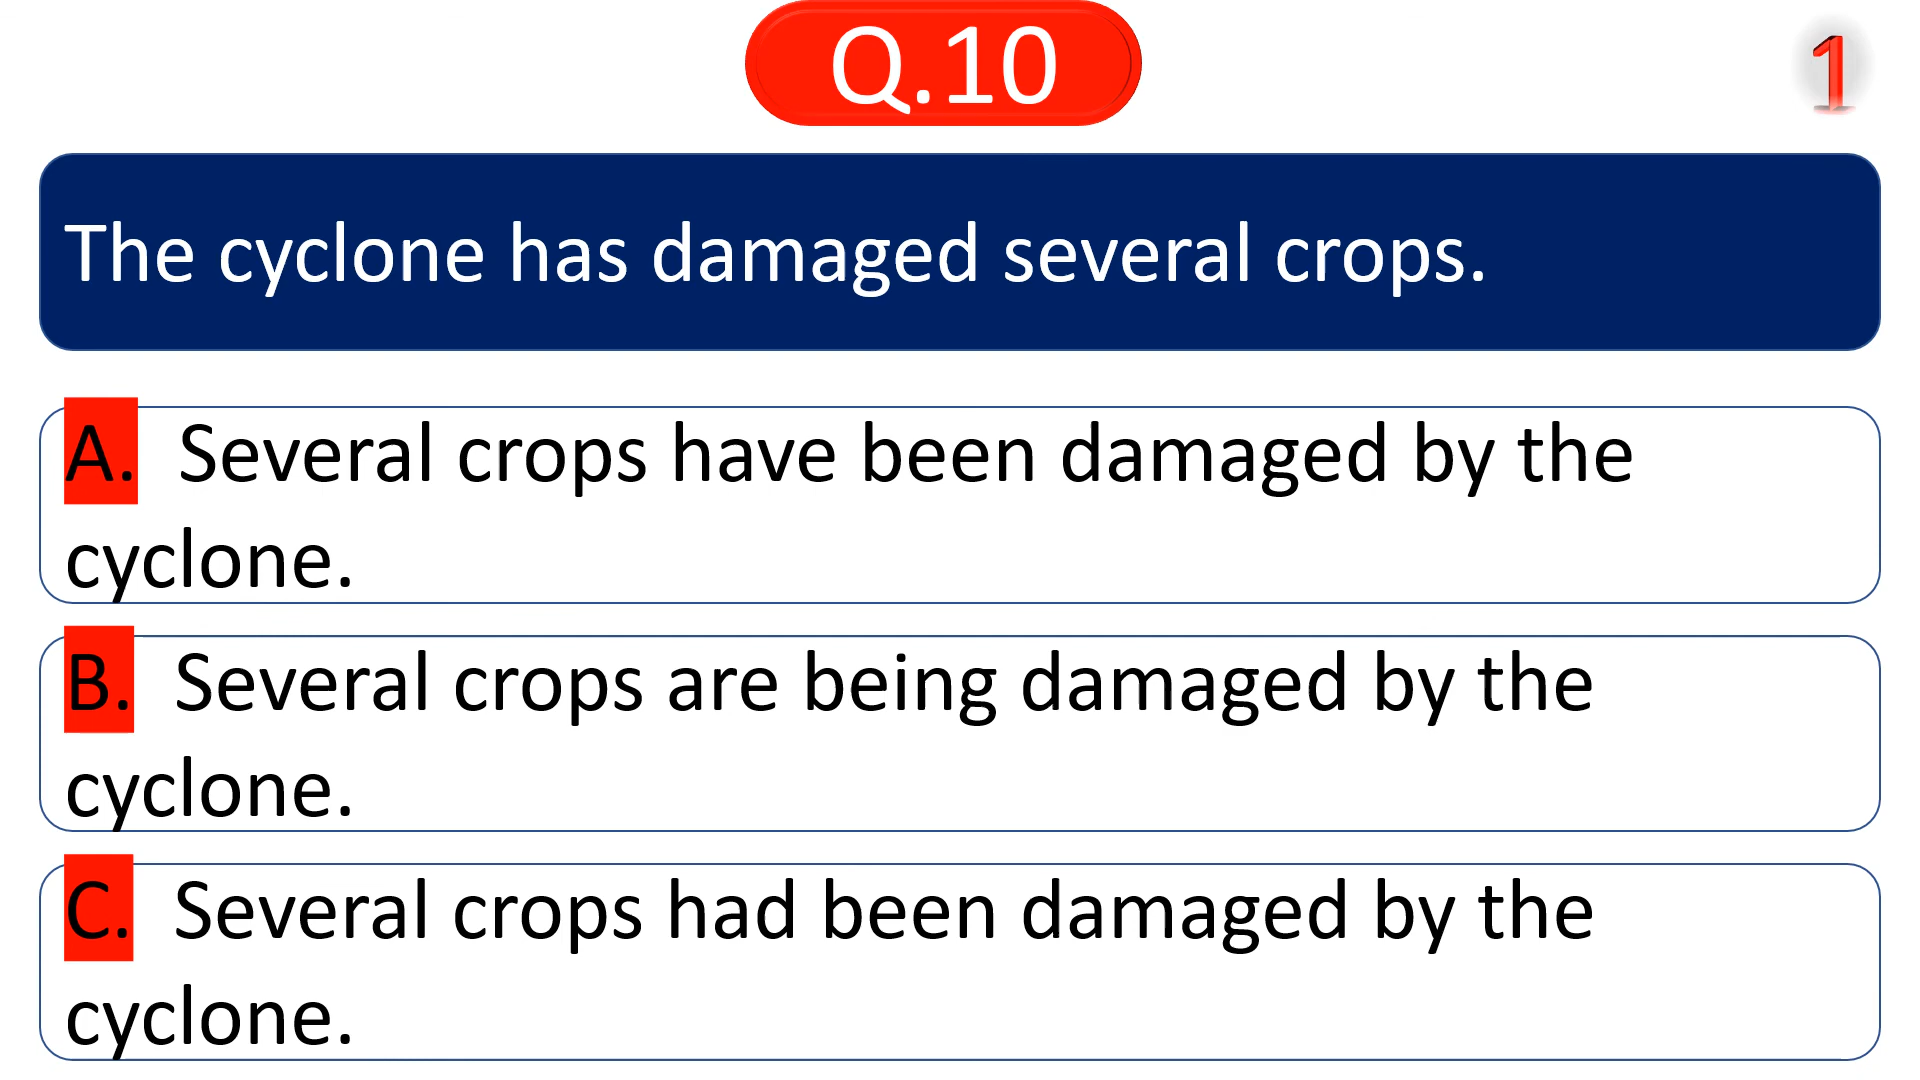 Q.10
1
The cyclone has damaged several crops.
A. Several crops have been damaged by the
cyclone.
B. Several crops are being damaged by the
cyclone.
C. Several crops had been damaged by the
cyclone.